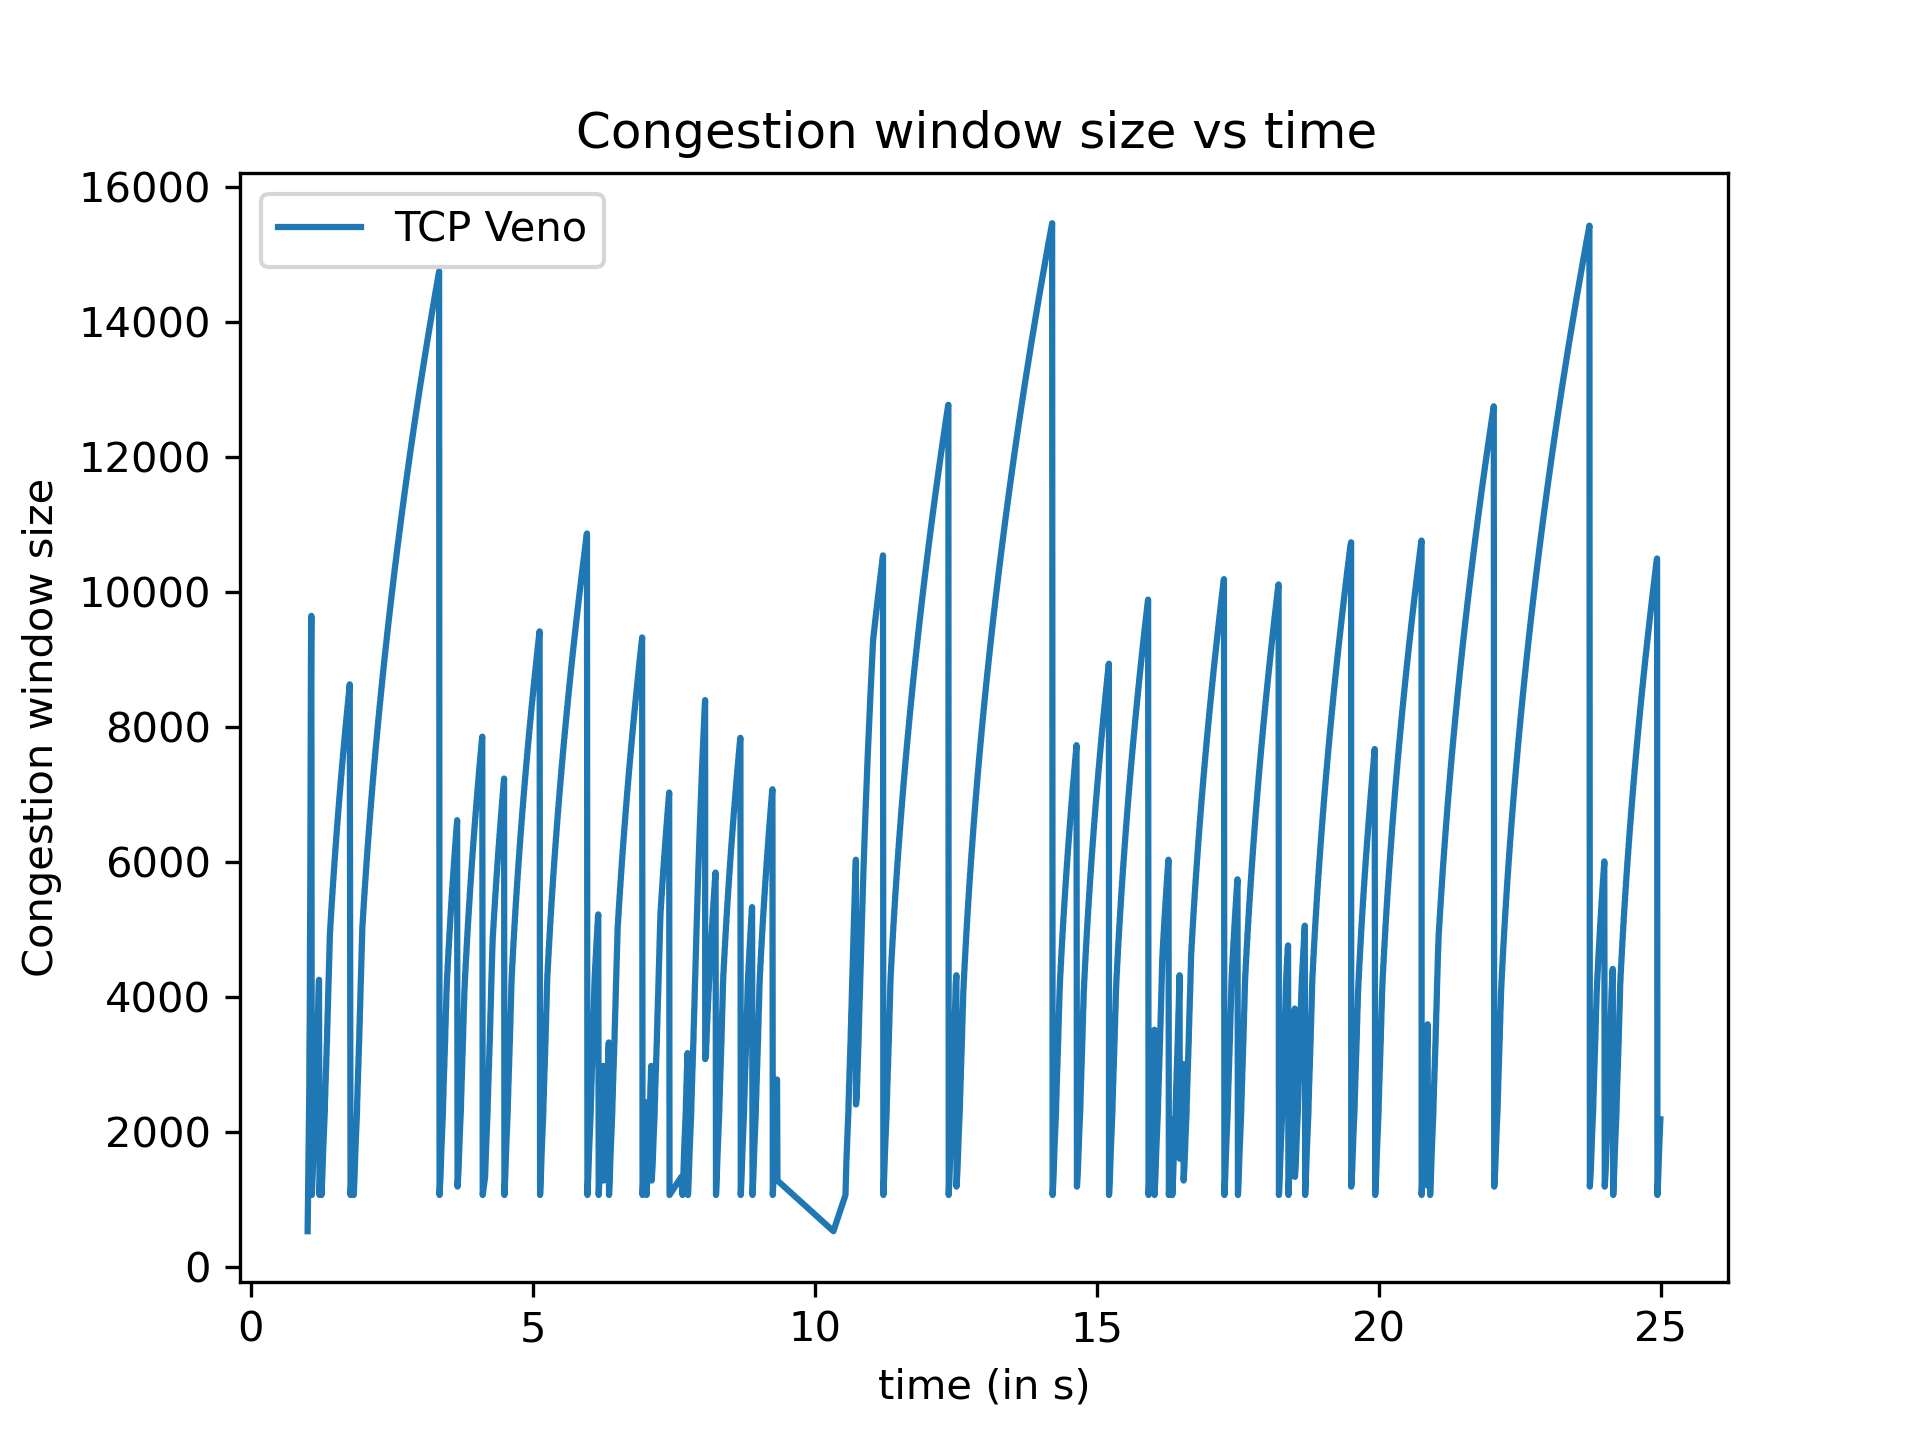 Congestion window size vs time
TCP Veno
Congestion window size
16000
14000
12000
10000
8000
6000
4000
2000
0
0 5 10 15 20 25
time (in s)